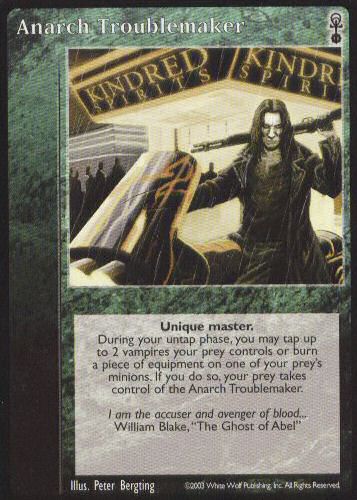 Anarch Troublemaker
KINDRED
SPIRITS
KINDRE
SPIRI
Unique master.
During your untap phase, you may tap up
to 2 vampires your prey controls or burn
a piece of equipment on one of your prey's
minions. If you do so, your prey takes
control of the Anarch Troublemaker.
I am the accuser and avenger of blood...
William Blake, "The Ghost of Abel"
Illus. Peter Bergting
©2003 White Wolf Publishing, Inc. All Rights Reserved.